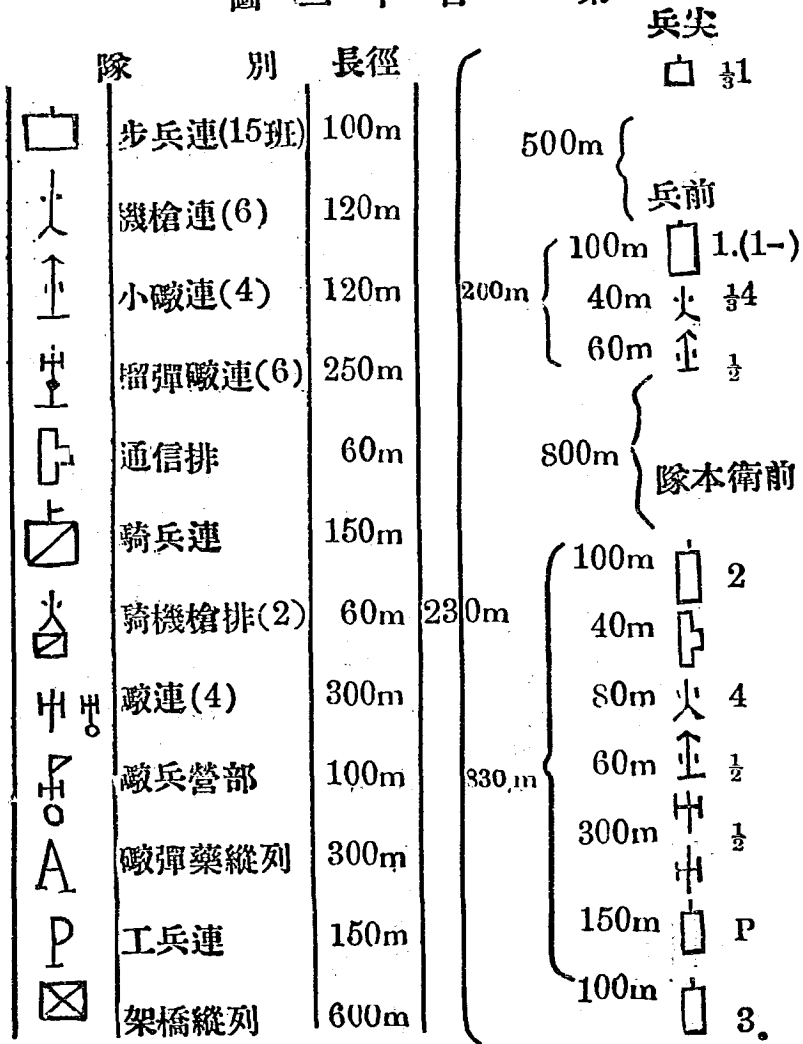 隊別 長徑
步兵連(15班) 100m
機槍連(6) 120m
小礮連(4) 120m
榴彈礮連(6) 250m
通信排 60m
騎兵連 150m
騎機槍排(2) 60m
礮連(4) 300m
礮兵營部 100m
礮彈藥縱列 300m
A
工兵連 150m
P
架橋縱列 600m
230m
尖兵
⅓1
500m
前兵
200m
100m 1.(1-)
40m ⅓4
60m ½
800m
前衛本隊
830m
100m 2
40m
80m 4
60m ½
300m ½
150m P
100m 3。